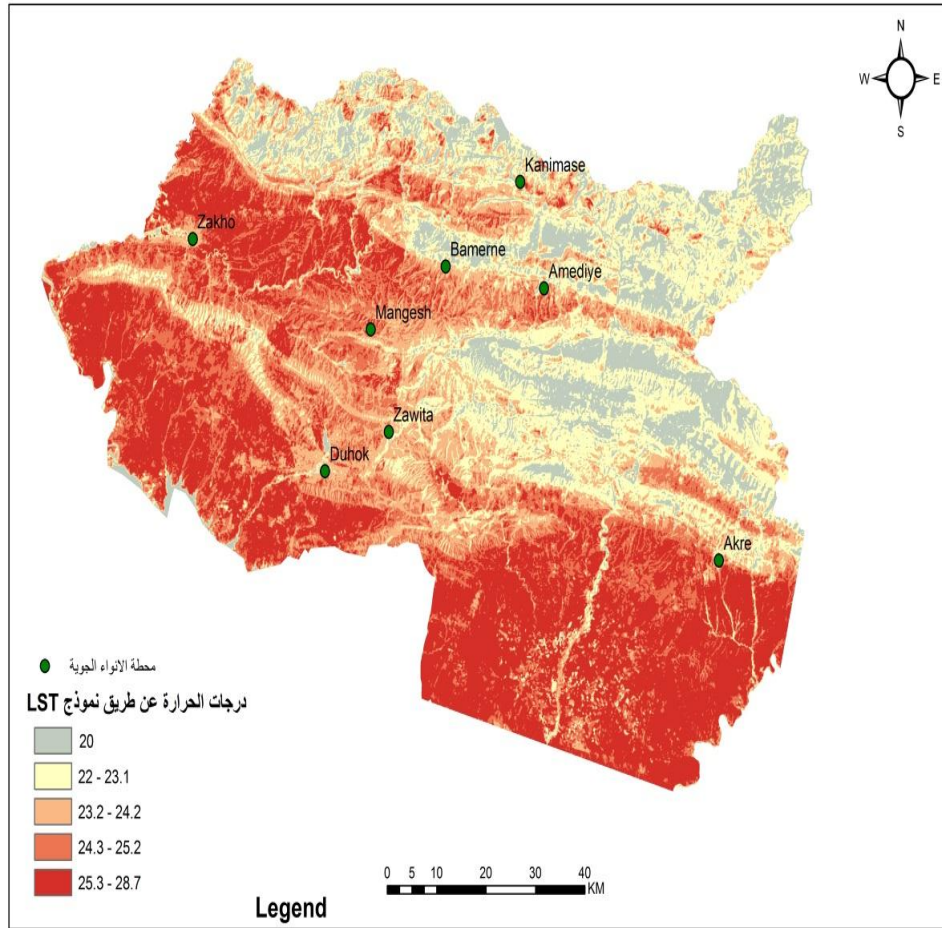 N
W E
S
Kanimase
Zakho
Bamerne
Amediye
Mangesh
Zawita
Duhok
Akre
محطة الانواء الجوية
درجات الحرارة عن طريق نموذج LST
20
22 - 23.1
23.2 - 24.2
24.3 - 25.2
25.3 - 28.7
0 5 10 20 30 40
KM
Legend